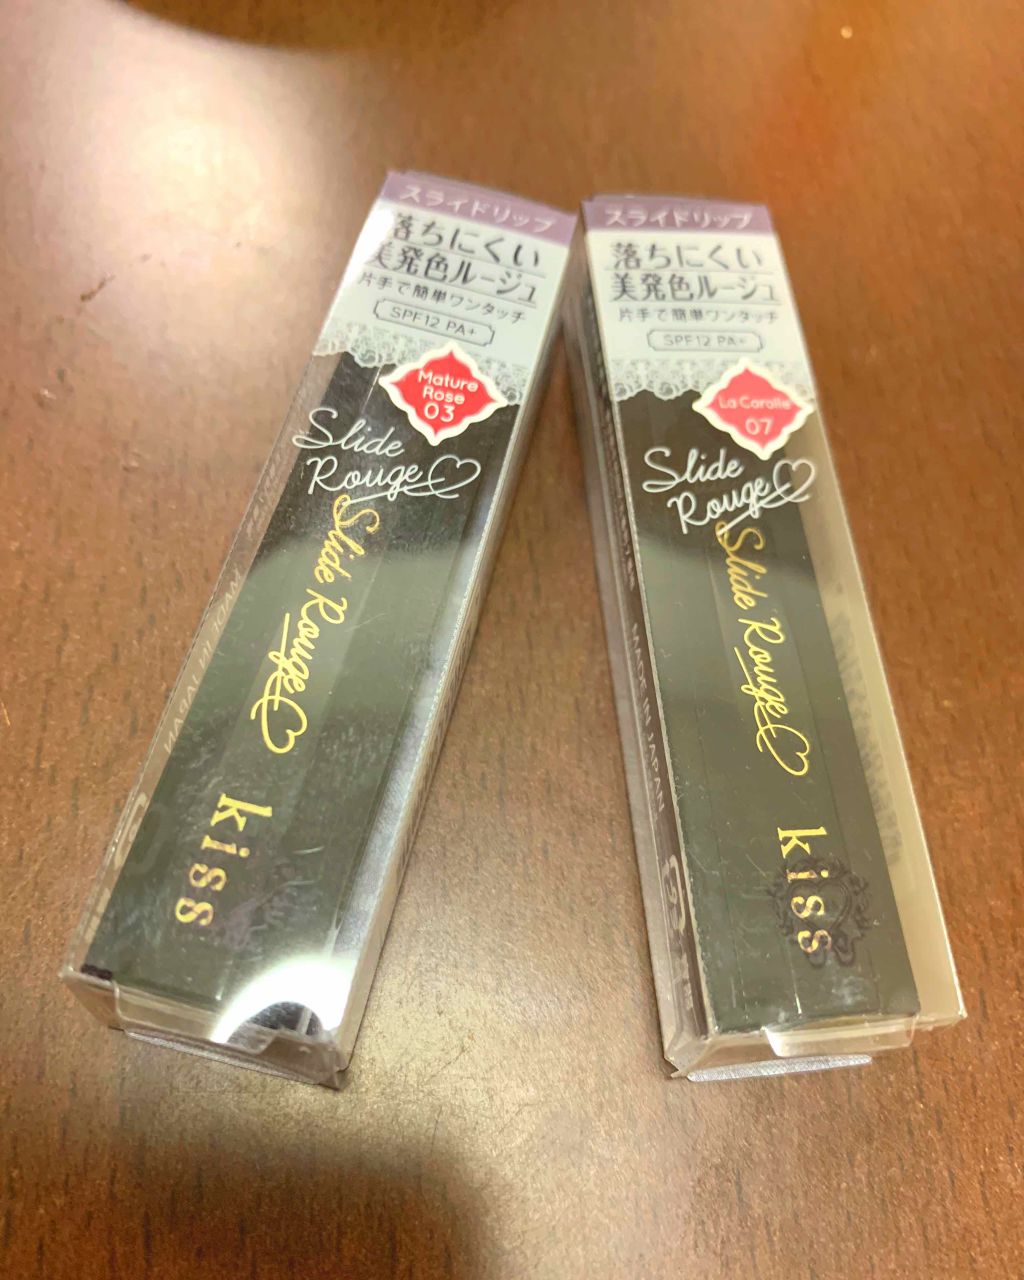 スライドリップ
落ちにくい
美発色ルージュ
片手で簡単ワンタッチ
SPF12 PA+
Mature
Rose
03
Slide
Rouge
Slide Rouge
kiss
スライドリップ
落ちにくい
美発色ルージュ
片手で簡単ワンタッチ
SPF12 PA+
La Carolle
07
Slide
Rouge
Slide Rouge
kiss
MADE IN JAPAN